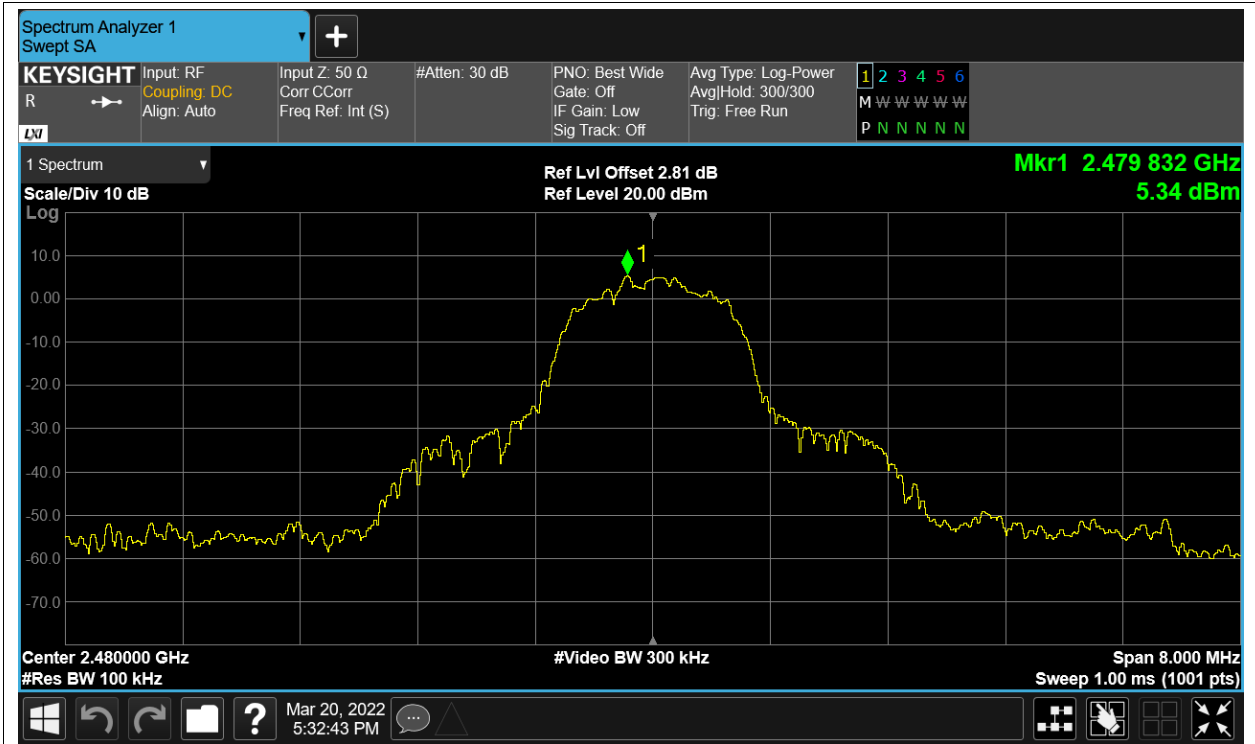 Spectrum Analyzer 1
Swept SA
KEYSIGHT
R
LXI
Input: RF
Coupling: DC
Align: Auto
Input Z: 50 Ω
Corr CCorr
Freq Ref: Int (S)
#Atten: 30 dB
PNO: Best Wide
Gate: Off
IF Gain: Low
Sig Track: Off
Avg Type: Log-Power
Avg|Hold: 300/300
Trig: Free Run
1 2 3 4 5 6
M W W W W W
P N N N N N
1 Spectrum
Scale/Div 10 dB
Log
Ref Lvl Offset 2.81 dB
Ref Level 20.00 dBm
Mkr1 2.479 832 GHz
5.34 dBm
1
10.0
0.00
-10.0
-20.0
-30.0
-40.0
-50.0
-60.0
-70.0
Center 2.480000 GHz
#Res BW 100 kHz
#Video BW 300 kHz
Span 8.000 MHz
Sweep 1.00 ms (1001 pts)
?
Mar 20, 2022
5:32:43 PM